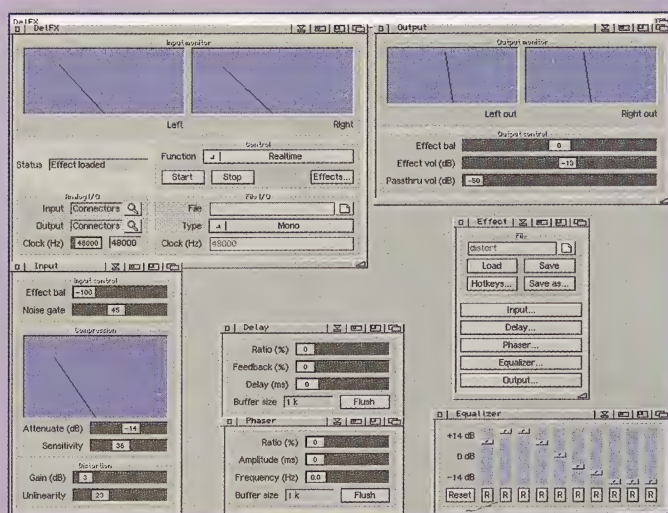 DelFX
DelFX
Input monitor
Left
Right
Status
Effect loaded
Control
Function
Realtime
Start
Stop
Effects...
Analog I/O
Input
Connectors
Output
Connectors
Clock (Hz)
48000
48000
File I/O
File
Type
Mono
Clock (Hz)
48000
Output
Output monitor
Left out
Right out
Output control
Effect bal
0
Effect vol (dB)
-13
Passthru vol (dB)
-50
Input
Input control
Effect bal
-100
Noise gate
45
Compression
Attenuate (dB)
-14
Sensitivity
36
Distortion
Gain (dB)
3
Unlinearity
23
Delay
Ratio (%)
0
Feedback (%)
0
Delay (ms)
0
Buffer size
1 k
Flush
Phaser
Ratio (%)
0
Amplitude (ms)
0
Frequency (Hz)
0.0
Buffer size
1 k
Flush
Effect
File
distort
Load
Save
Hotkeys...
Save as...
Input...
Delay...
Phaser...
Equalizer...
Output...
Equalizer
+14 dB
0 dB
-14 dB
Reset
R
R
R
R
R
R
R
R
R
R